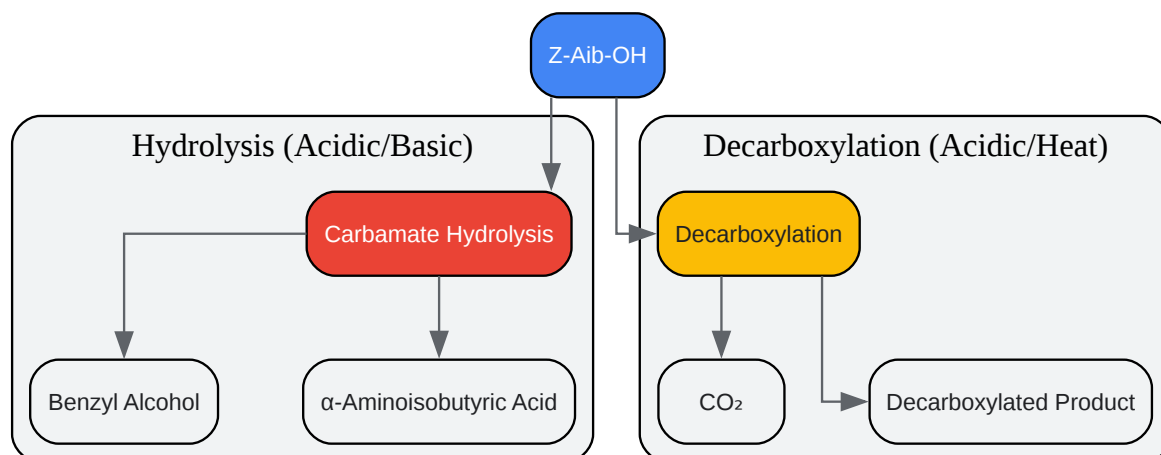 Z-Aib-OH
Hydrolysis (Acidic/Basic)
Decarboxylation (Acidic/Heat)
Carbamate Hydrolysis
Decarboxylation
Benzyl Alcohol
α-Aminoisobutyric Acid
CO₂
Decarboxylated Product